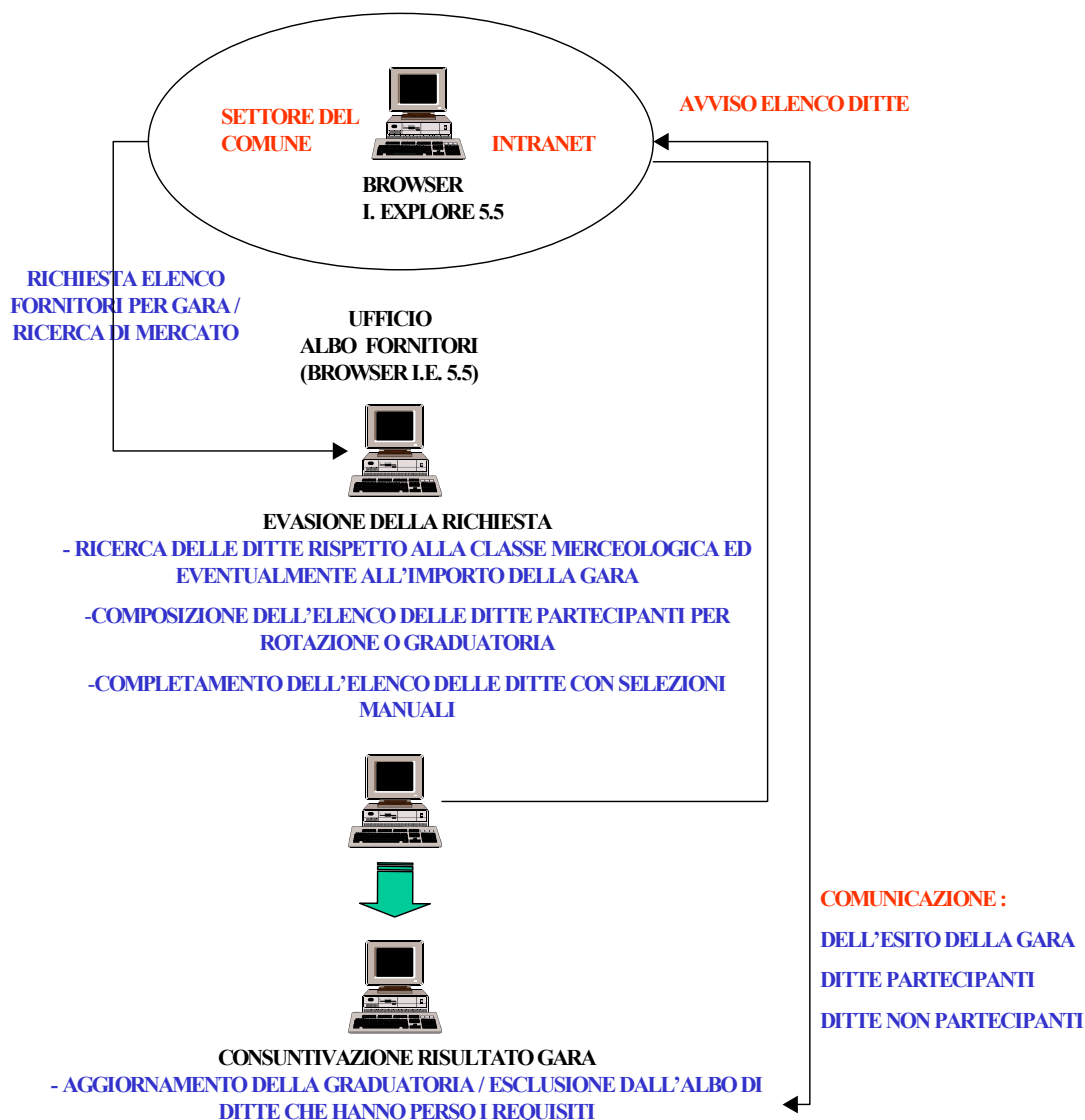 AVVISO ELENCO DITTE
SETTORE DEL
COMUNE
INTRANET
BROWSER
I. EXPLORE 5.5
RICHIESTA ELENCO
FORNITORI PER GARA /
RICERCA DI MERCATO
UFFICIO
ALBO FORNITORI
(BROWSER I.E. 5.5)
EVASIONE DELLA RICHIESTA
- RICERCA DELLE DITTE RISPETTO ALLA CLASSE MERCEOLOGICA ED
EVENTUALMENTE ALL'IMPORTO DELLA GARA
-COMPOSIZIONE DELL'ELENCO DELLE DITTE PARTECIPANTI PER
ROTAZIONE O GRADUATORIA
-COMPLETAMENTO DELL'ELENCO DELLE DITTE CON SELEZIONI
MANUALI
COMUNICAZIONE :
DELL'ESITO DELLA GARA
DITTE PARTECIPANTI
DITTE NON PARTECIPANTI
CONSUNTIVAZIONE RISULTATO GARA
- AGGIORNAMENTO DELLA GRADUATORIA / ESCLUSIONE DALL'ALBO DI
DITTE CHE HANNO PERSO I REQUISITI